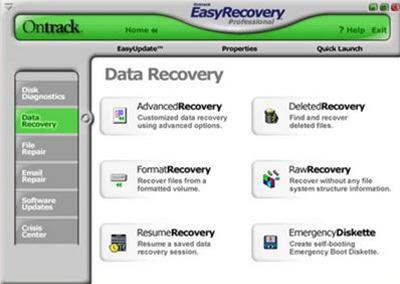 Ontrack
EasyRecovery
Professional
Ontrack
Home
? Help Exit
EasyUpdate™
Properties
Quick Launch
Disk
Diagnostics
Data
Recovery
File
Repair
Email
Repair
Software
Updates
Crisis
Center
Data Recovery
AdvancedRecovery
Customized data recovery
using advanced options.
DeletedRecovery
Find and recover
deleted files.
FormatRecovery
Recover files from a
formatted volume.
RawRecovery
Recover without any file
system structure information.
ResumeRecovery
Resume a saved data
recovery session.
EmergencyDiskette
Create self-booting
Emergency Boot Diskette.